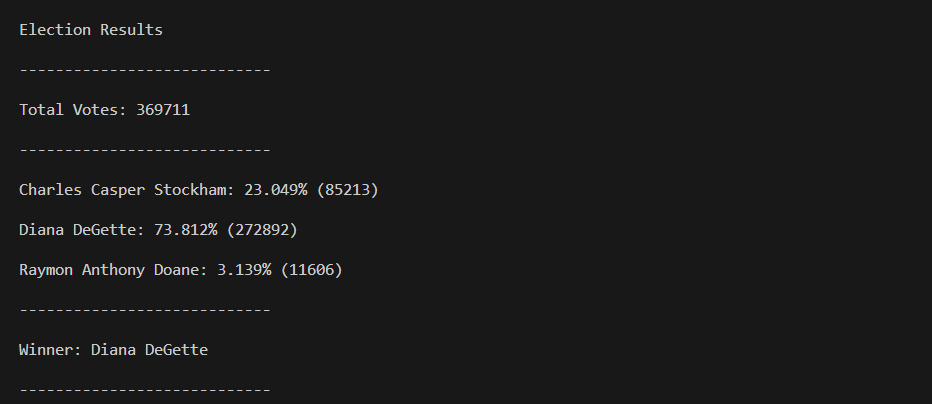 Election Results
----------------------------
Total Votes: 369711
----------------------------
Charles Casper Stockham: 23.049% (85213)
Diana DeGette: 73.812% (272892)
Raymon Anthony Doane: 3.139% (11606)
----------------------------
Winner: Diana DeGette
----------------------------